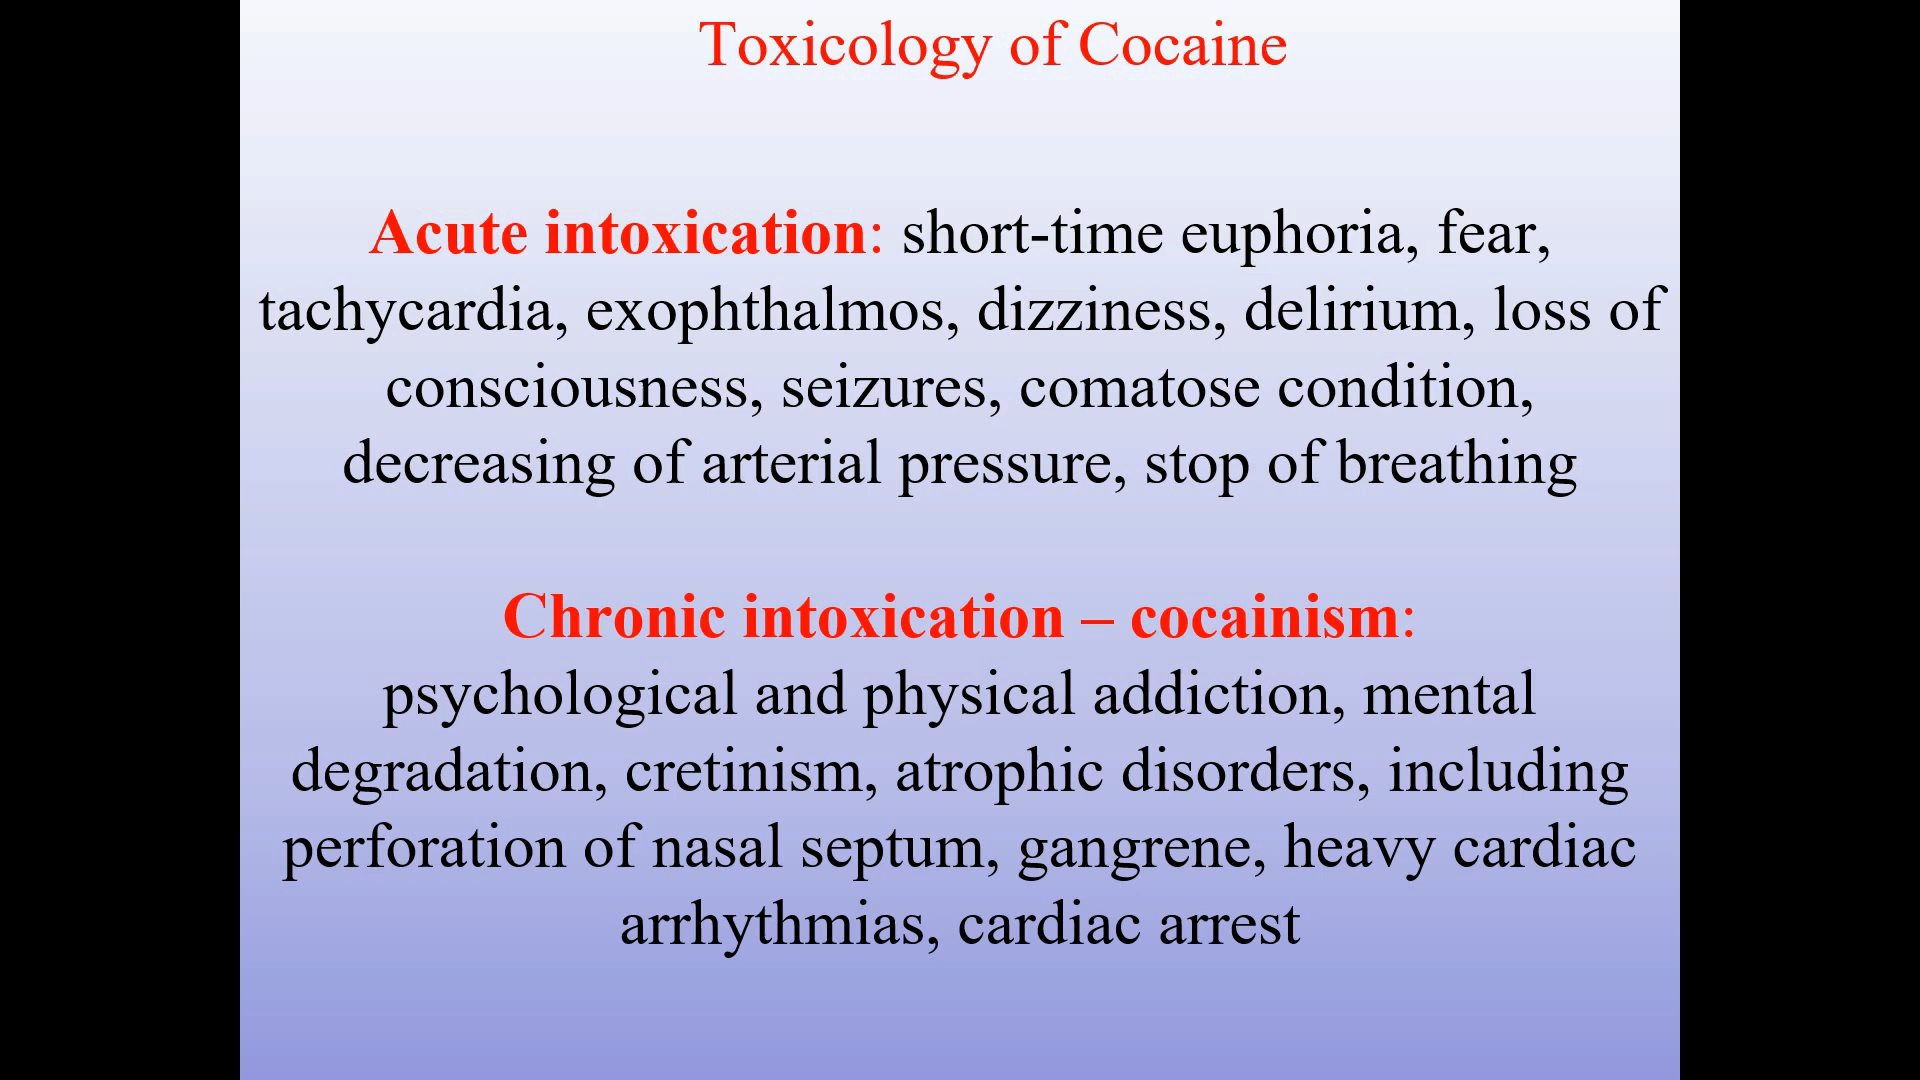 Toxicology of Cocaine
Acute intoxication: short-time euphoria, fear,
tachycardia, exophthalmos, dizziness, delirium, loss of
consciousness, seizures, comatose condition,
decreasing of arterial pressure, stop of breathing
Chronic intoxication – cocainism:
psychological and physical addiction, mental
degradation, cretinism, atrophic disorders, including
perforation of nasal septum, gangrene, heavy cardiac
arrhythmias, cardiac arrest